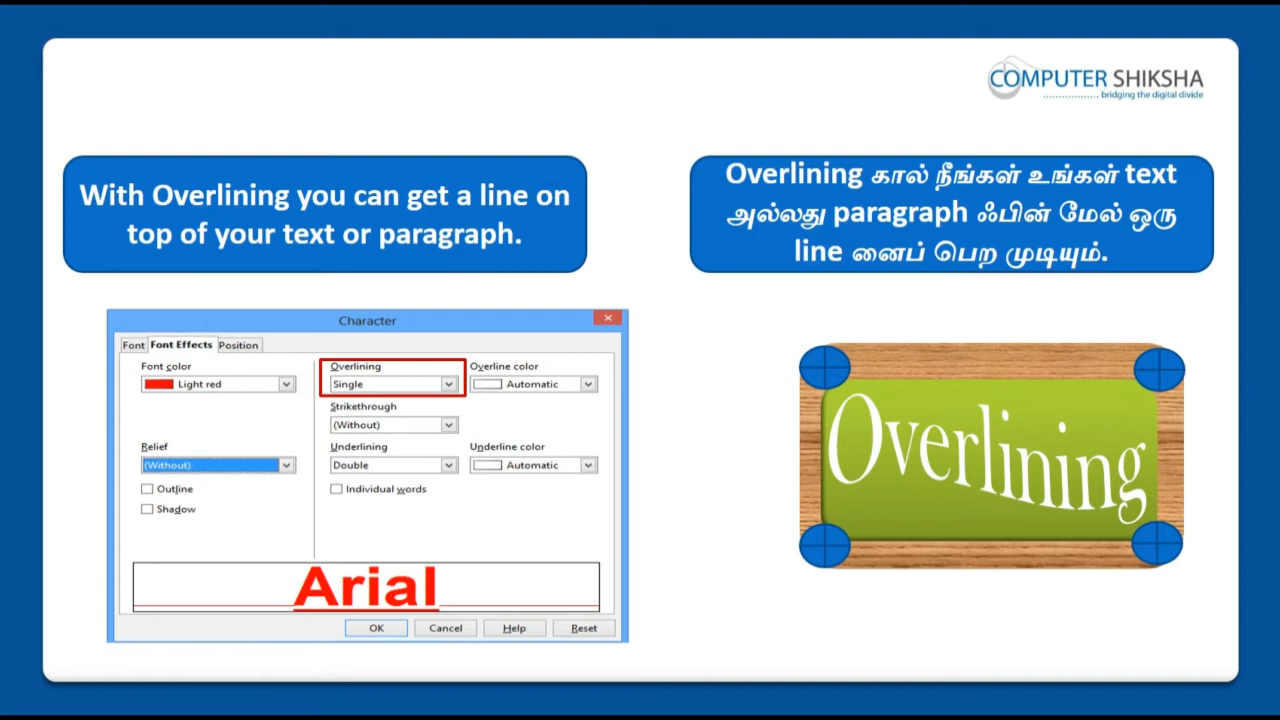 COMPUTER SHIKSHA
bridging the digital divide
With Overlining you can get a line on
top of your text or paragraph.
Overlining கால் நீங்கள் உங்கள் text
அல்லது paragraph ஃபின் மேல் ஒரு
line னைப் பெற முடியும்.
Character
Font Font Effects Position
Font color
Light red
Overlining
Single
Overline color
Automatic
Strikethrough
(Without)
Relief
(Without)
Underlining
Double
Underline color
Automatic
Outline
Individual words
Shadow
Arial
OK Cancel Help Reset
Overlining